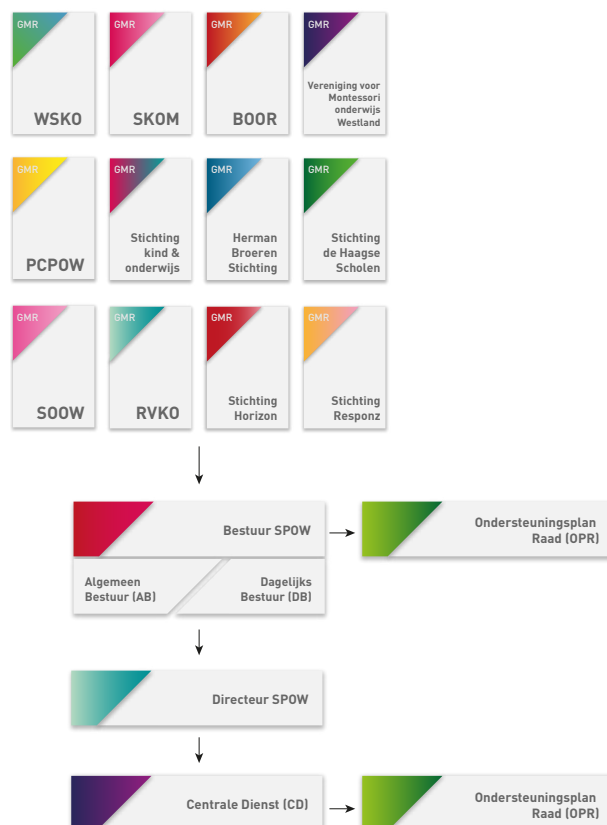 GMR
WSKO
GMR
SKOM
GMR
BOOR
GMR
Vereniging voor
Montessori
onderwijs
Westland
GMR
PCPOW
GMR
Stichting
kind &
onderwijs
GMR
Herman
Broeren
Stichting
GMR
Stichting
de Haagse
Scholen
GMR
SOOW
GMR
RVKO
GMR
Stichting
Horizon
GMR
Stichting
Responz
Bestuur SPOW
Ondersteuningsplan
Raad (OPR)
Algemeen
Bestuur (AB)
Dagelijks
Bestuur (DB)
Directeur SPOW
Centrale Dienst (CD)
Ondersteuningsplan
Raad (OPR)